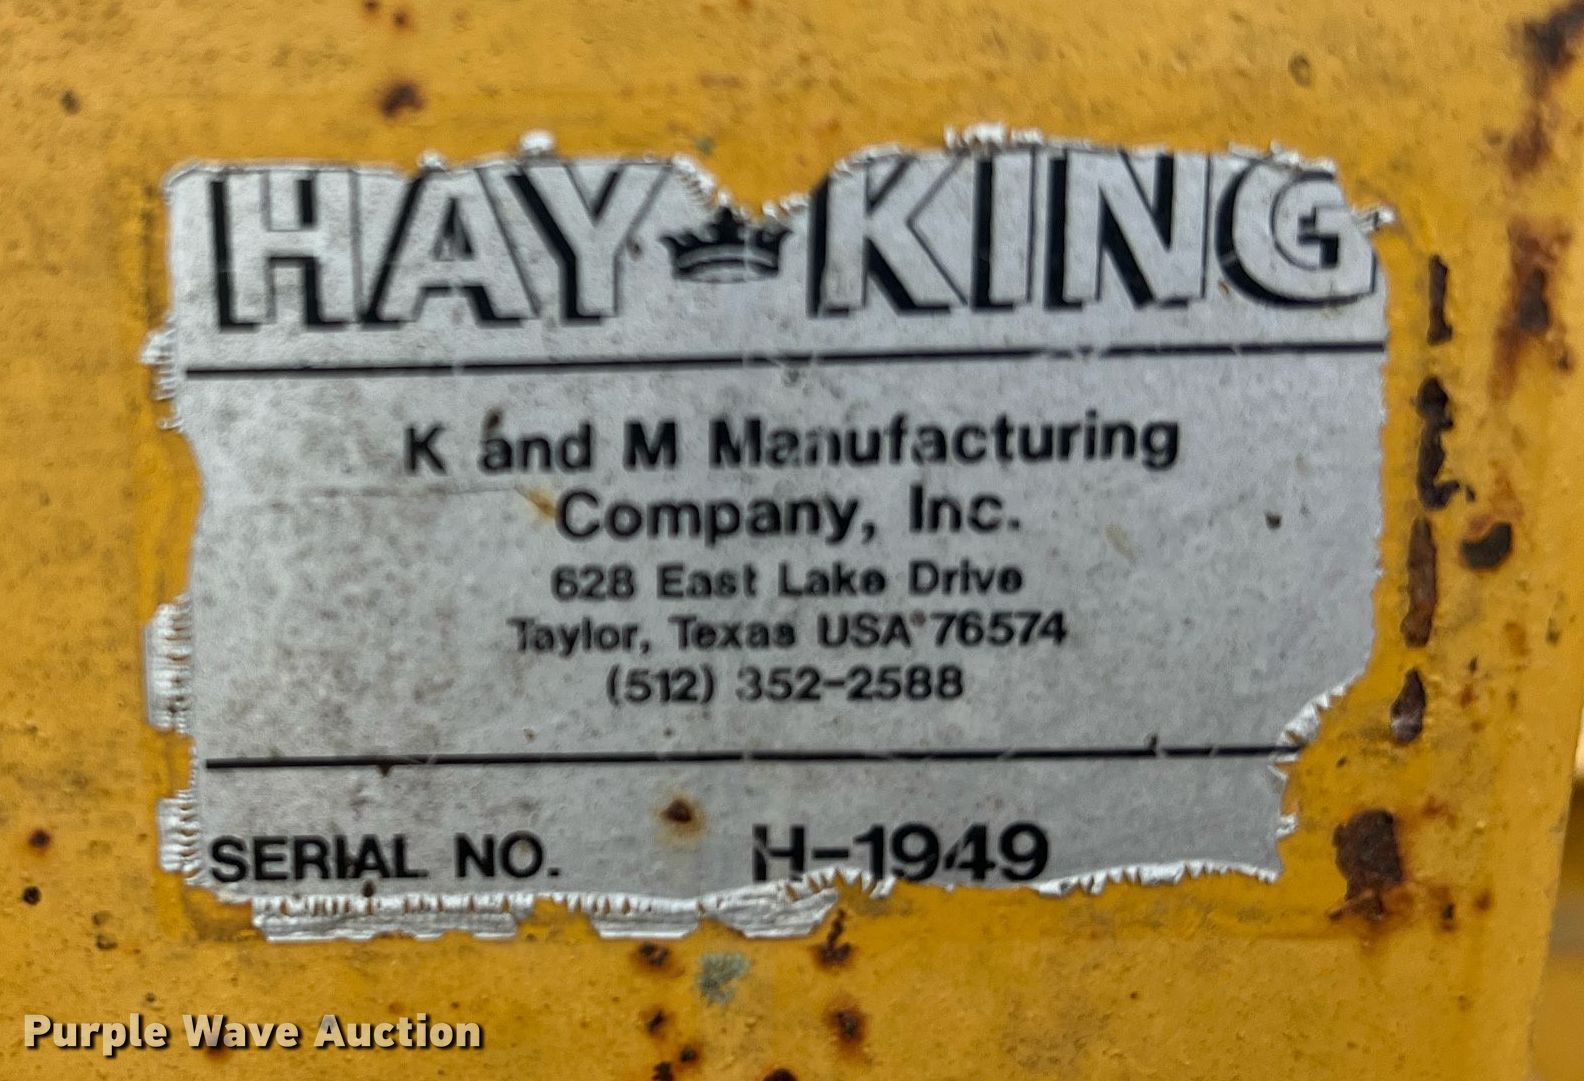 HAY KING
K and M Manufacturing
Company, Inc.
628 East Lake Drive
Taylor, Texas USA 76574
(512) 352-2588
SERIAL NO. H-1949
Purple Wave Auction